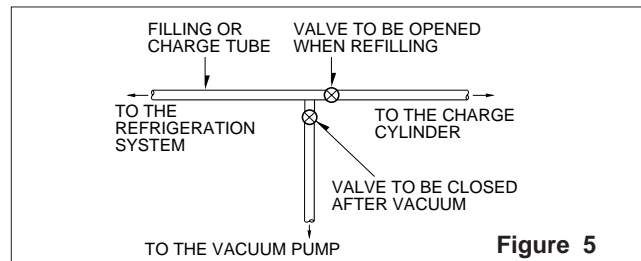 FILLING OR
CHARGE TUBE
VALVE TO BE OPENED
WHEN REFILLING
TO THE
REFRIGERATION
SYSTEM
TO THE CHARGE
CYLINDER
VALVE TO BE CLOSED
AFTER VACUUM
TO THE VACUUM PUMP
Figure 5